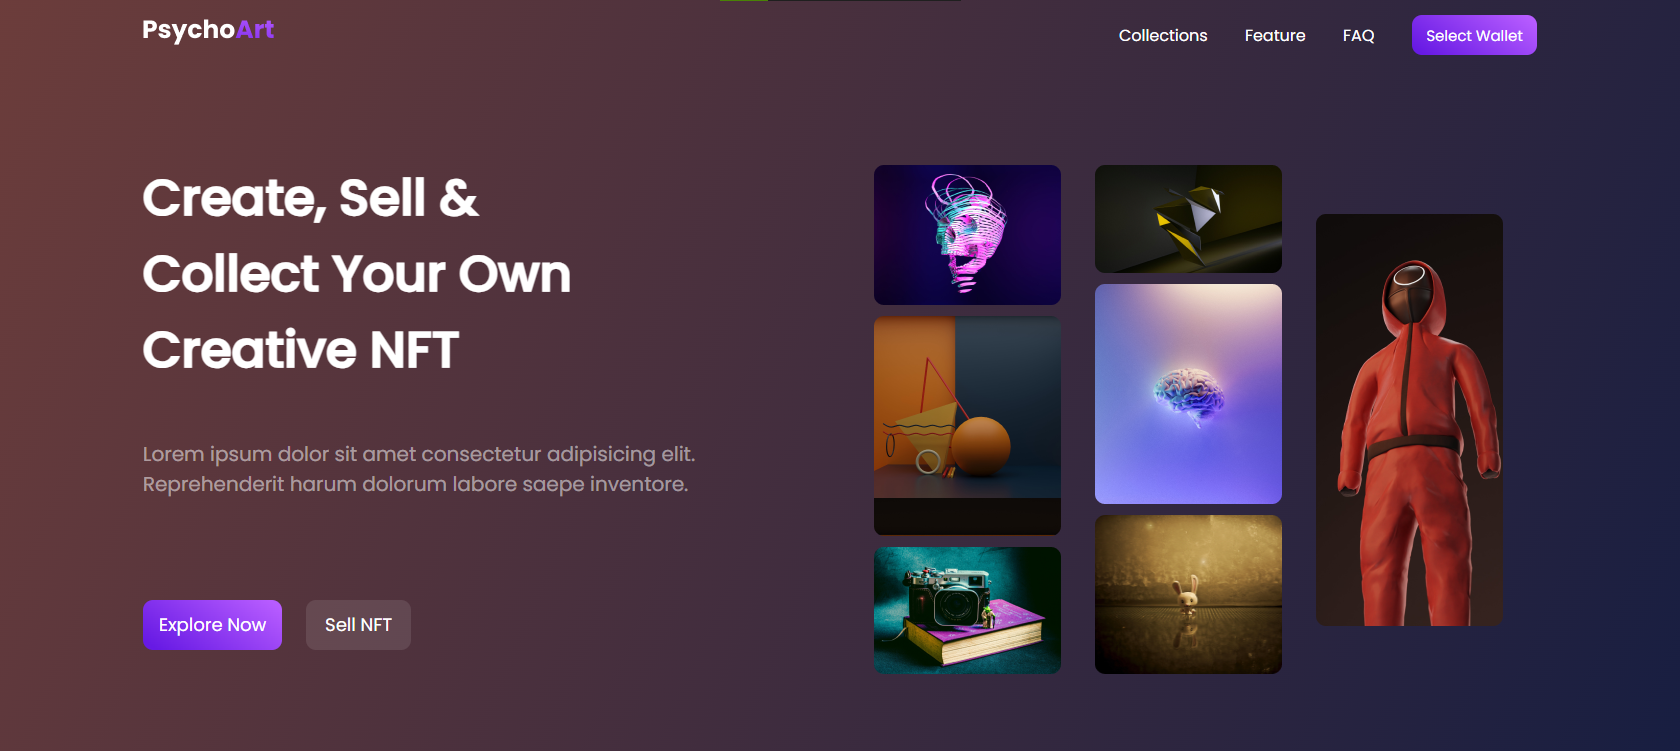 PsychoArt
Collections
Feature
FAQ
Select Wallet
Create, Sell &
Collect Your Own
Creative NFT
Lorem ipsum dolor sit amet consectetur adipisicing elit.
Reprehenderit harum dolorum labore saepe inventore.
Explore Now
Sell NFT